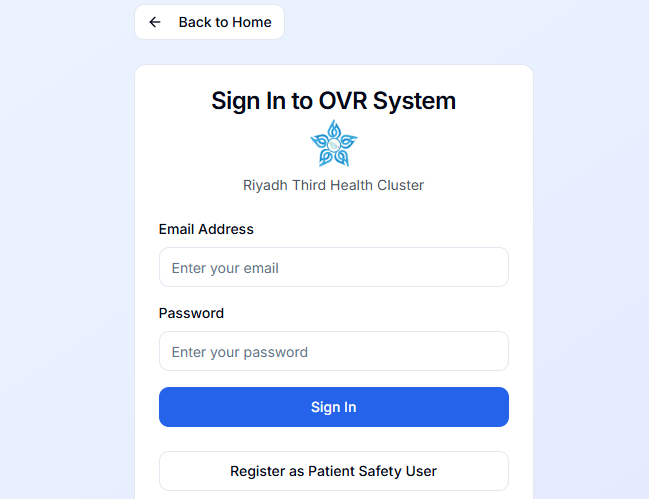 Back to Home
Sign In to OVR System
Riyadh Third Health Cluster
Email Address
Enter your email
Password
Enter your password
Sign In
Register as Patient Safety User